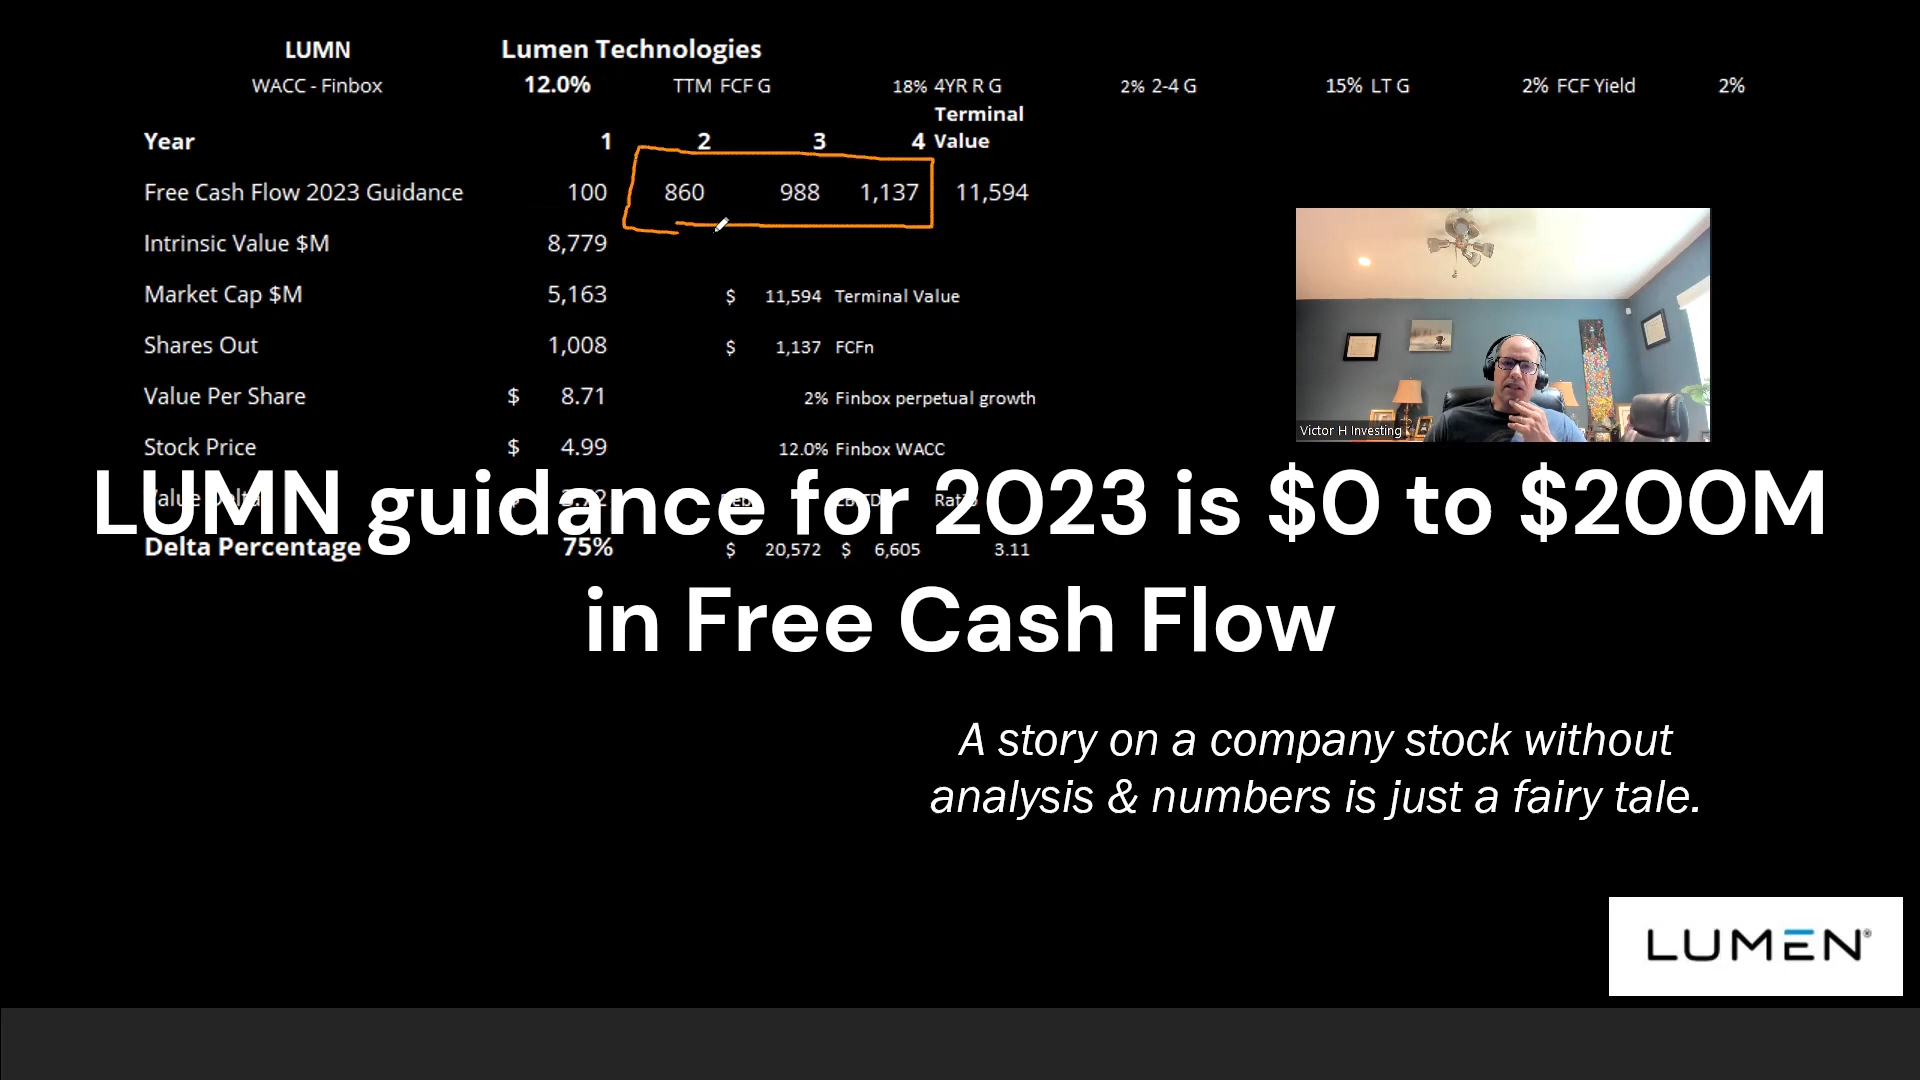 LUMN Lumen Technologies
WACC - Finbox 12.0% TTM FCF G 18% 4YR R G 2% 2-4 G 15% LT G 2% FCF Yield 2%
Year 1 2 3 4 Terminal Value
Free Cash Flow 2023 Guidance 100 860 988 1,137 11,594
Intrinsic Value $M 8,779
Market Cap $M 5,163 $ 11,594 Terminal Value
Shares Out 1,008 $ 1,137 FCFn
Value Per Share $ 8.71 2% Finbox perpetual growth
Stock Price $ 4.99 12.0% Finbox WACC
Delta Percentage 75% $ 20,572 $ 6,605 3.11
Victor H Investing
LUMN guidance for 2023 is $0 to $200M
in Free Cash Flow
A story on a company stock without
analysis & numbers is just a fairy tale.
LUMEN®